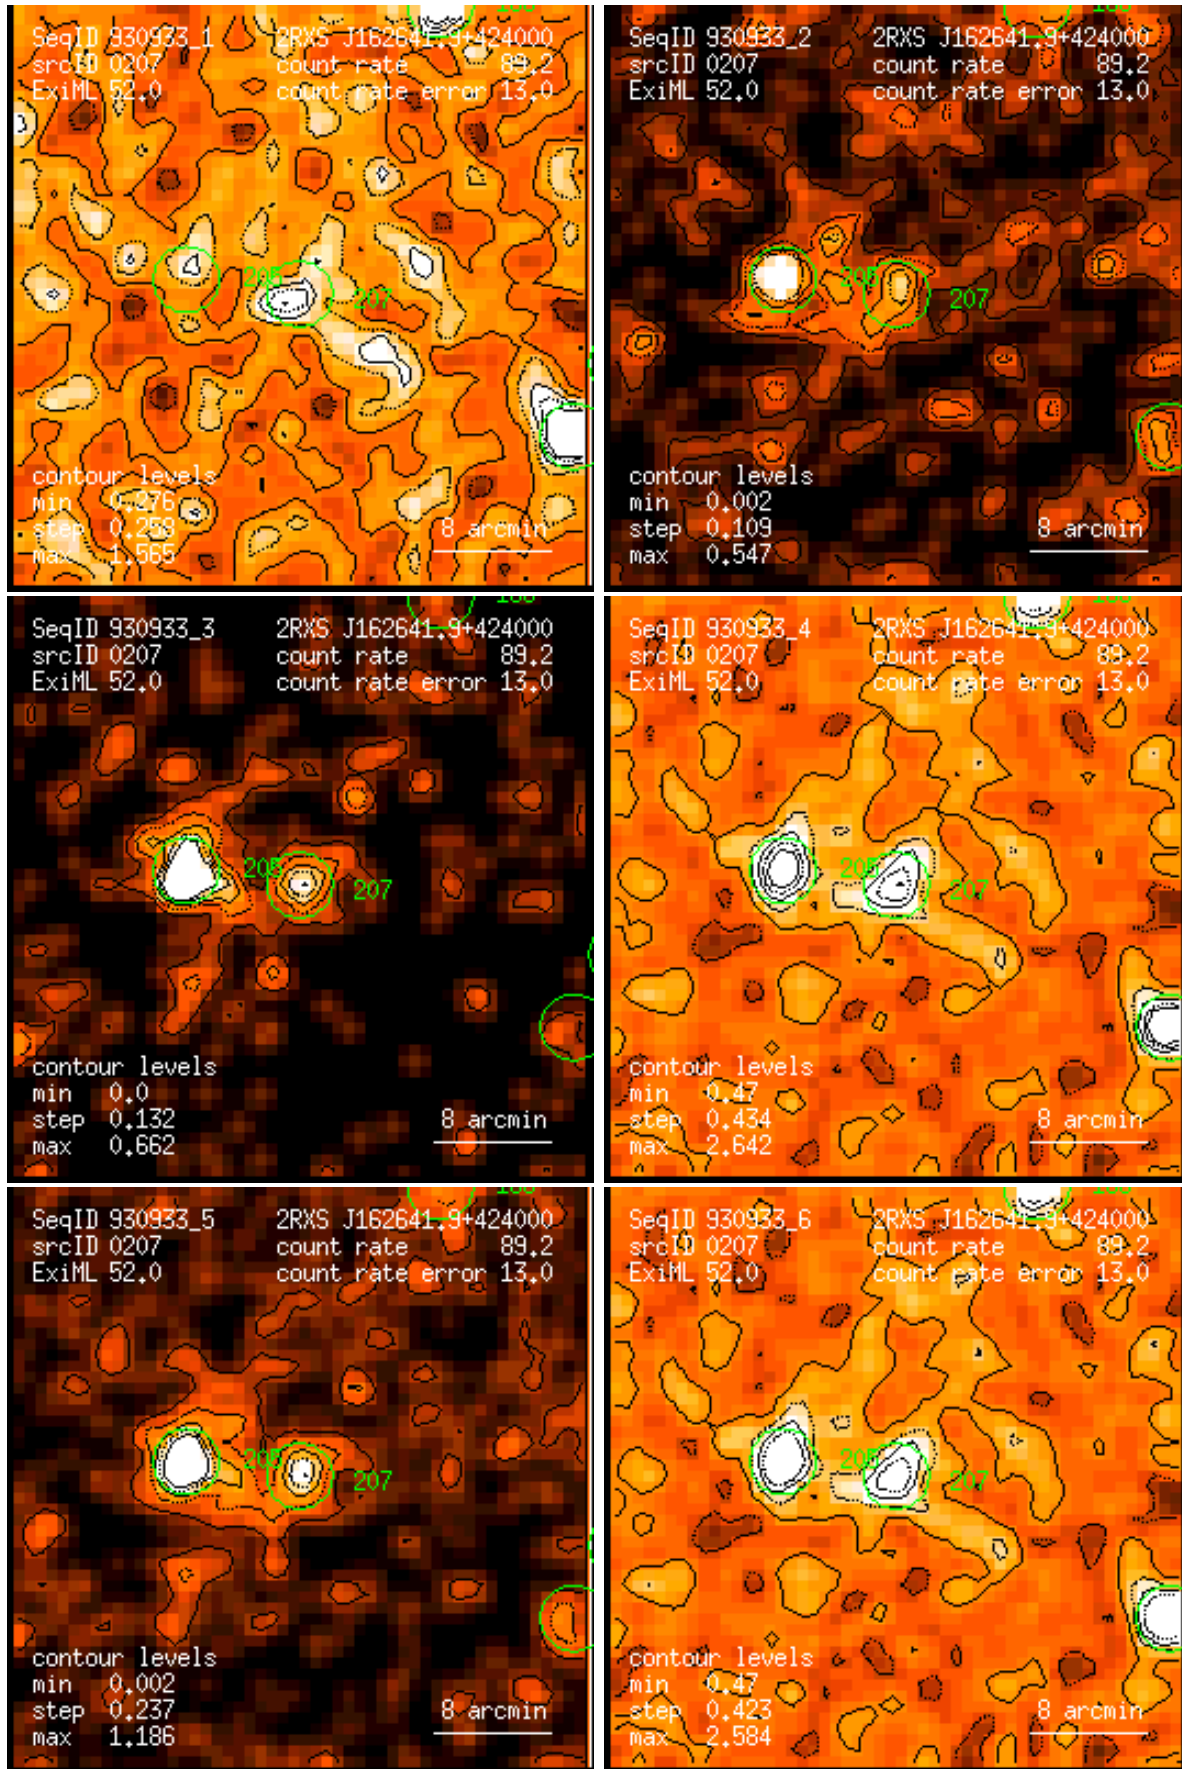 SeqID 930933_1 2RXS J162641.9+424000
srcID 0207 count rate 89.2
ExiML 52.0 count rate error 13.0
205
207
contour levels
min 0.276
step 0.258
max 1.565
8 arcmin
SeqID 930933_2 2RXS J162641.9+424000
srcID 0207 count rate 89.2
ExiML 52.0 count rate error 13.0
205
207
contour levels
min 0.002
step 0.109
max 0.547
8 arcmin
SeqID 930933_3 2RXS J162641.9+424000
srcID 0207 count rate 89.2
ExiML 52.0 count rate error 13.0
205
207
contour levels
min 0.0
step 0.132
max 0.662
8 arcmin
SeqID 930933_4 2RXS J162641.9+424000
srcID 0207 count rate 89.2
ExiML 52.0 count rate error 13.0
205
207
contour levels
min 0.47
step 0.434
max 2.642
8 arcmin
SeqID 930933_5 2RXS J162641.9+424000
srcID 0207 count rate 89.2
ExiML 52.0 count rate error 13.0
205
207
contour levels
min 0.002
step 0.237
max 1.186
8 arcmin
SeqID 930933_6 2RXS J162641.9+424000
srcID 0207 count rate 89.2
ExiML 52.0 count rate error 13.0
205
207
contour levels
min 0.47
step 0.423
max 2.584
8 arcmin